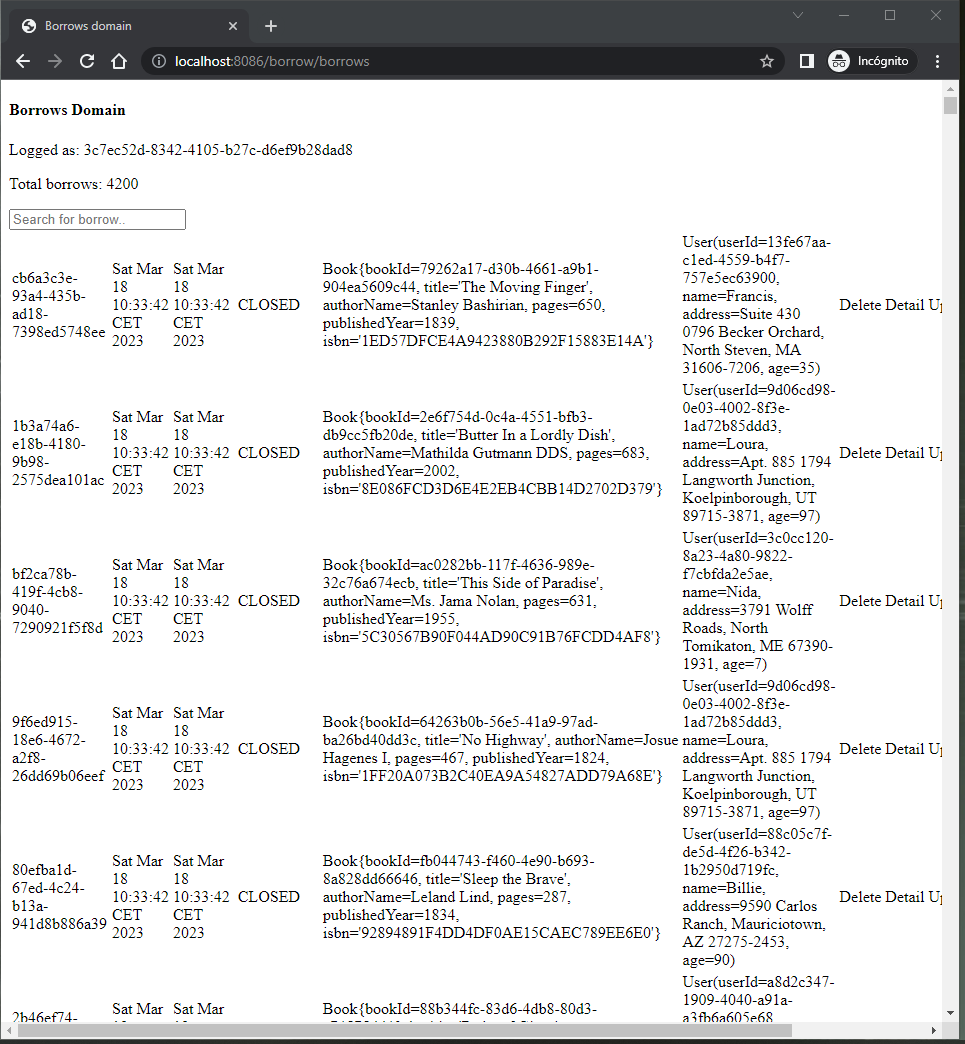 Borrows domain
localhost:8086/borrow/borrows
Incógnito
Borrows Domain
Logged as: 3c7ec52d-8342-4105-b27c-d6ef9b28dad8
Total borrows: 4200
Search for borrow..
cb6a3c3e-
93a4-435b-
ad18-
7398ed5748ee
Sat Mar
18
10:33:42
CET
2023
Sat Mar
18
10:33:42
CET
2023
CLOSED
Book{bookId=79262a17-d30b-4661-a9b1-
904ea5609c44, title='The Moving Finger',
authorName=Stanley Bashirian, pages=650,
publishedYear=1839,
isbn='1ED57DFCE4A9423880B292F15883E14A'}
User(userId=13fe67aa-
c1ed-4559-b4f7-
757e5ec63900,
name=Francis,
address=Suite 430
0796 Becker Orchard,
North Steven, MA
31606-7206, age=35)
Delete Detail Up
1b3a74a6-
e18b-4180-
9b98-
2575dea101ac
Sat Mar
18
10:33:42
CET
2023
Sat Mar
18
10:33:42
CET
2023
CLOSED
Book{bookId=2e6f754d-0c4a-4551-bfb3-
db9cc5fb20de, title='Butter In a Lordly Dish',
authorName=Mathilda Gutmann DDS, pages=683,
publishedYear=2002,
isbn='8E086FCD3D6E4E2EB4CBB14D2702D379'}
User(userId=9d06cd98-
0e03-4002-8f3e-
1ad72b85ddd3,
name=Loura,
address=Apt. 885 1794
Langworth Junction,
Koelpinborough, UT
89715-3871, age=97)
Delete Detail Up
bf2ca78b-
419f-4cb8-
9040-
7290921f5f8d
Sat Mar
18
10:33:42
CET
2023
Sat Mar
18
10:33:42
CET
2023
CLOSED
Book{bookId=ac0282bb-117f-4636-989e-
32c76a674ecb, title='This Side of Paradise',
authorName=Ms. Jama Nolan, pages=631,
publishedYear=1955,
isbn='5C30567B90F044AD90C91B76FCDD4AF8'}
User(userId=3c0cc120-
8a23-4a80-9822-
f7cbfda2e5ae,
name=Nida,
address=3791 Wolff
Roads, North
Tomikaton, ME 67390-
1931, age=7)
Delete Detail Up
9f6ed915-
18e6-4672-
a2f8-
26dd69b06eef
Sat Mar
18
10:33:42
CET
2023
Sat Mar
18
10:33:42
CET
2023
CLOSED
Book{bookId=64263b0b-56e5-41a9-97ad-
ba26bd40dd3c, title='No Highway', authorName=Josue
Hagenes I, pages=467, publishedYear=1824,
isbn='1FF20A073B2C40EA9A54827ADD79A68E'}
User(userId=9d06cd98-
0e03-4002-8f3e-
1ad72b85ddd3,
name=Loura,
address=Apt. 885 1794
Langworth Junction,
Koelpinborough, UT
89715-3871, age=97)
Delete Detail Up
80efba1d-
67ed-4c24-
b13a-
941d8b886a39
Sat Mar
18
10:33:42
CET
2023
Sat Mar
18
10:33:42
CET
2023
CLOSED
Book{bookId=fb044743-f460-4e90-b693-
8a828dd66646, title='Sleep the Brave',
authorName=Leland Lind, pages=287,
publishedYear=1834,
isbn='92894891F4DD4DF0AE15CAEC789EE6E0'}
User(userId=88c05c7f-
de5d-4f26-b342-
1b2950d719fc,
name=Billie,
address=9590 Carlos
Ranch, Mauriciotown,
AZ 27275-2453,
age=90)
Delete Detail Up
2b46ef74-
Sat Mar
Sat Mar
Book{bookId=88b344fc-83d6-4db8-80d3-
User(userId=a8d2c347-
1909-4040-a91a-
a3fb6a605e68